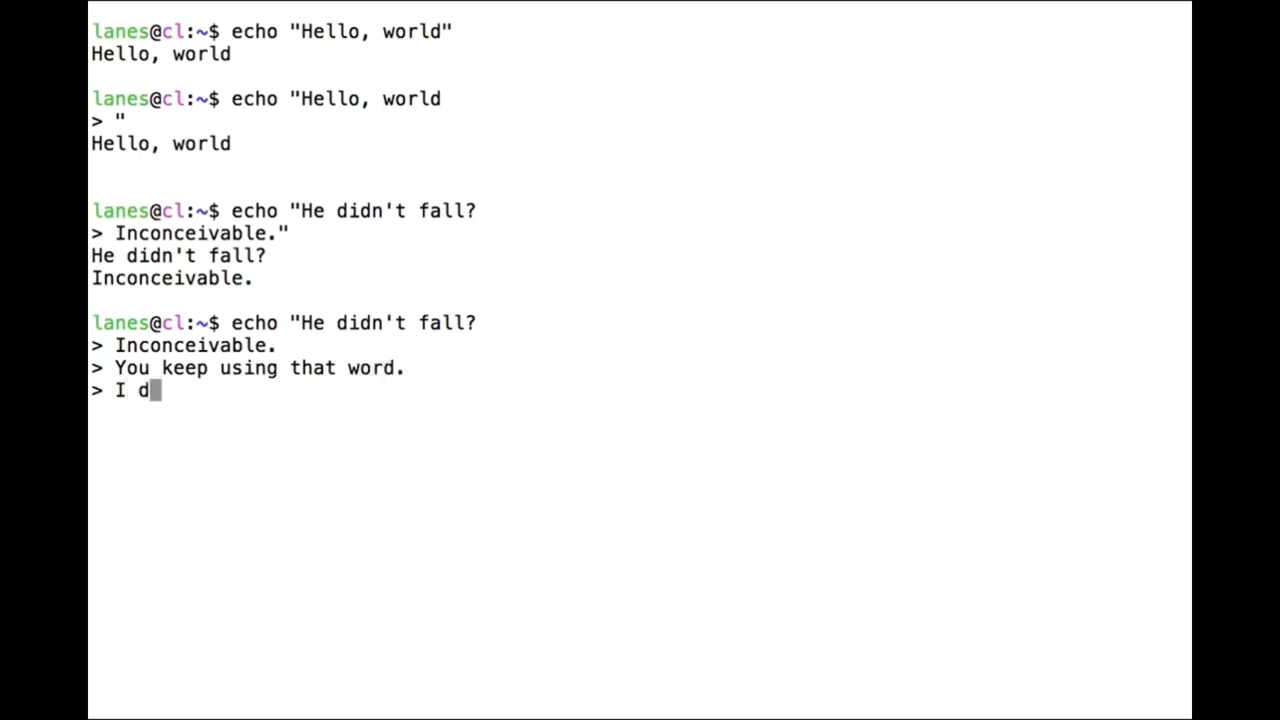 lanes@cl:~$ echo "Hello, world"
Hello, world
lanes@cl:~$ echo "Hello, world
> "
Hello, world
lanes@cl:~$ echo "He didn't fall?
> Inconceivable."
He didn't fall?
Inconceivable.
lanes@cl:~$ echo "He didn't fall?
> Inconceivable.
> You keep using that word.
> I d